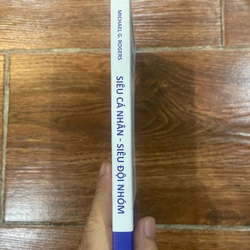 MICHAEL G. ROGERS
SIÊU CÁ NHÂN - SIÊU ĐỘI NHÓM